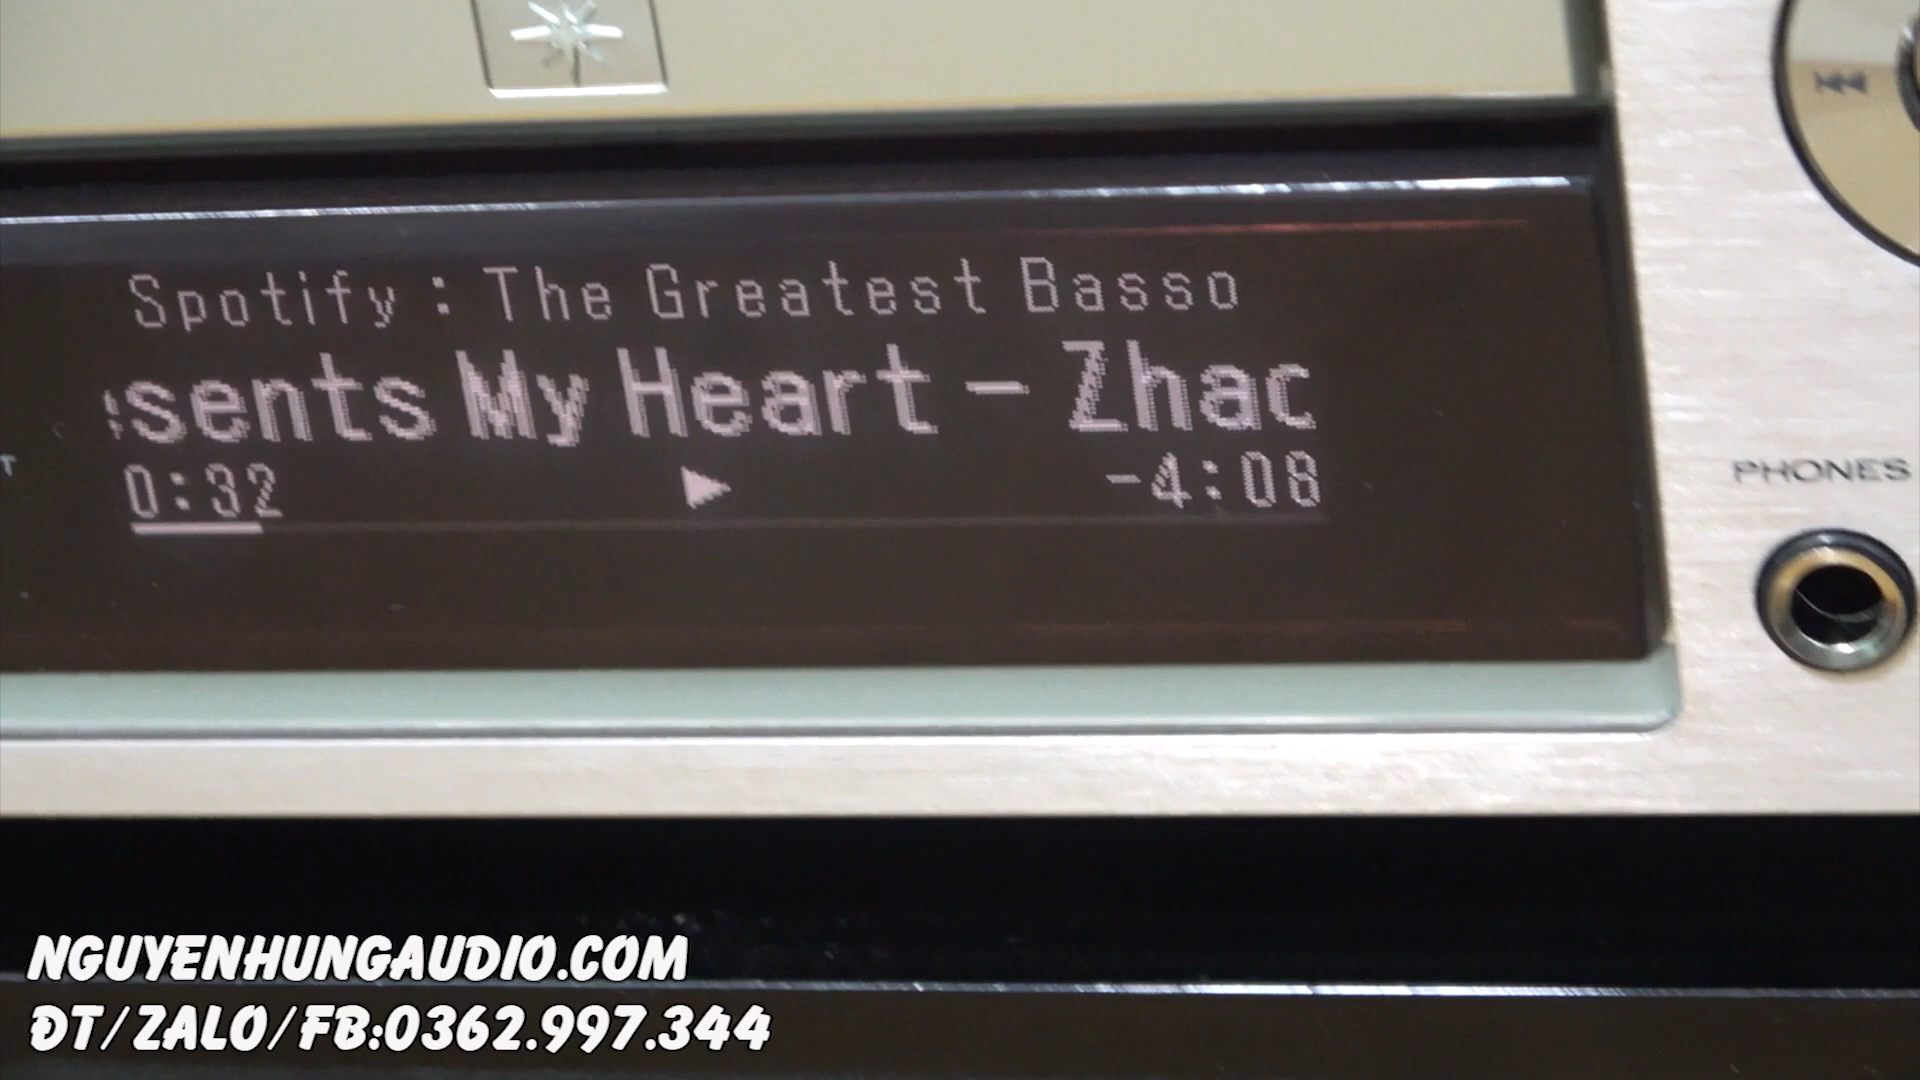 Spotify : The Greatest Basso
sents My Heart - Zhao
0:32 -4:08
PHONES
NGUYENHUNGAUDIO.COM
ĐT/ZALO/FB:0362.997.344